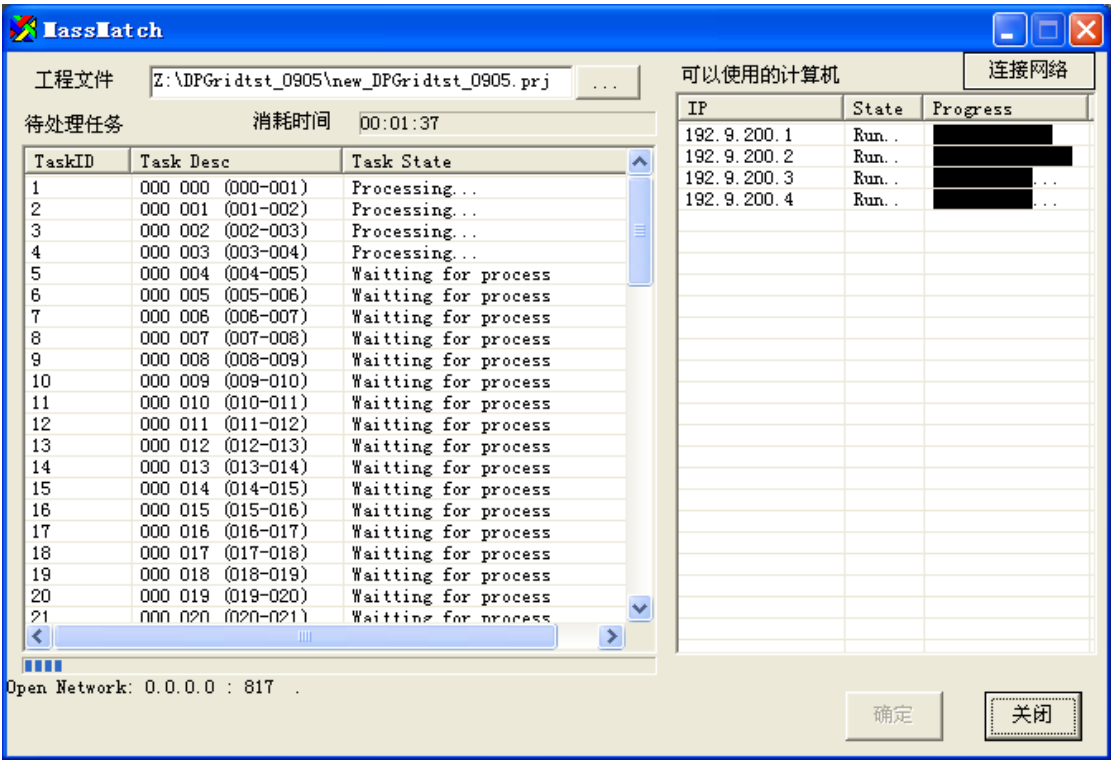 MassMatch
工程文件 Z:\DPGridtst_0905\new_DPGridtst_0905.prj ...
待处理任务 消耗时间 00:01:37
TaskID Task Desc Task State
1 000 000 (000-001) Processing...
2 000 001 (001-002) Processing...
3 000 002 (002-003) Processing...
4 000 003 (003-004) Processing...
5 000 004 (004-005) Waitting for process
6 000 005 (005-006) Waitting for process
7 000 006 (006-007) Waitting for process
8 000 007 (007-008) Waitting for process
9 000 008 (008-009) Waitting for process
10 000 009 (009-010) Waitting for process
11 000 010 (010-011) Waitting for process
12 000 011 (011-012) Waitting for process
13 000 012 (012-013) Waitting for process
14 000 013 (013-014) Waitting for process
15 000 014 (014-015) Waitting for process
16 000 015 (015-016) Waitting for process
17 000 016 (016-017) Waitting for process
18 000 017 (017-018) Waitting for process
19 000 018 (018-019) Waitting for process
20 000 019 (019-020) Waitting for process
21 000 020 (020-021) Waitting for process
Open Network: 0.0.0.0 : 817 .
可以使用的计算机 连接网络
IP State Progress
192.9.200.1 Run..
192.9.200.2 Run..
192.9.200.3 Run.. ...
192.9.200.4 Run.. ...
确定 关闭